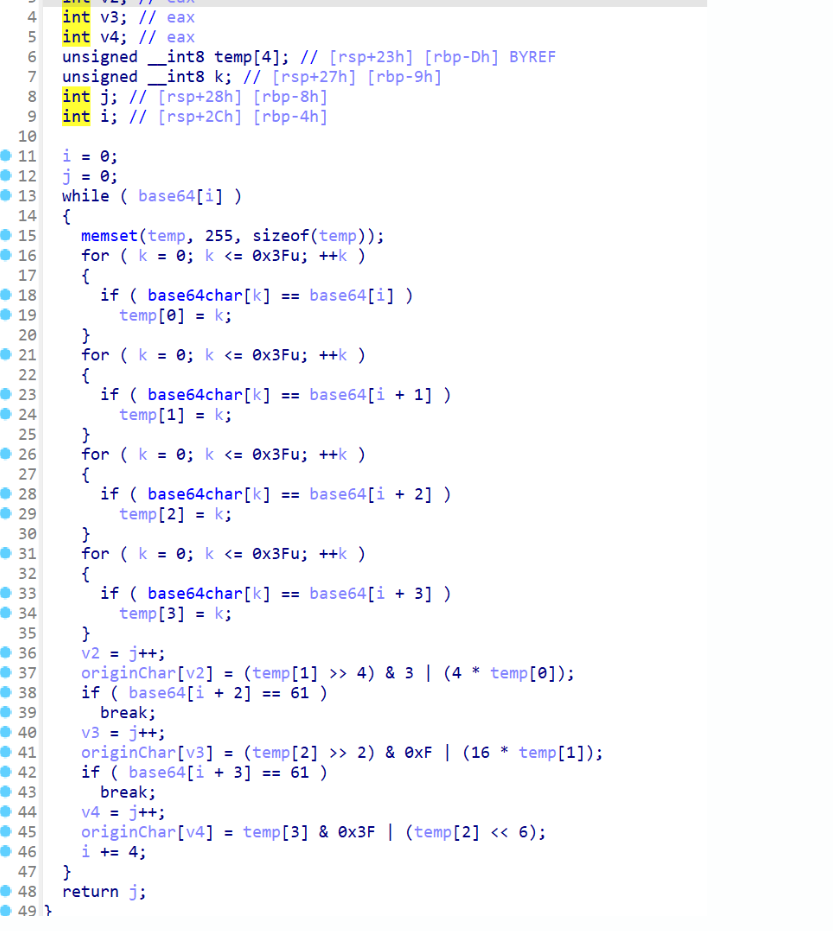 4 int v3; // eax
5 int v4; // eax
6 unsigned __int8 temp[4]; // [rsp+23h] [rbp-Dh] BYREF
7 unsigned __int8 k; // [rsp+27h] [rbp-9h]
8 int j; // [rsp+28h] [rbp-8h]
9 int i; // [rsp+2Ch] [rbp-4h]
10
11 i = 0;
12 j = 0;
13 while ( base64[i] )
14 {
15 memset(temp, 255, sizeof(temp));
16 for ( k = 0; k <= 0x3Fu; ++k )
17 {
18 if ( base64char[k] == base64[i] )
19 temp[0] = k;
20 }
21 for ( k = 0; k <= 0x3Fu; ++k )
22 {
23 if ( base64char[k] == base64[i + 1] )
24 temp[1] = k;
25 }
26 for ( k = 0; k <= 0x3Fu; ++k )
27 {
28 if ( base64char[k] == base64[i + 2] )
29 temp[2] = k;
30 }
31 for ( k = 0; k <= 0x3Fu; ++k )
32 {
33 if ( base64char[k] == base64[i + 3] )
34 temp[3] = k;
35 }
36 v2 = j++;
37 originChar[v2] = (temp[1] >> 4) & 3 | (4 * temp[0]);
38 if ( base64[i + 2] == 61 )
39 break;
40 v3 = j++;
41 originChar[v3] = (temp[2] >> 2) & 0xF | (16 * temp[1]);
42 if ( base64[i + 3] == 61 )
43 break;
44 v4 = j++;
45 originChar[v4] = temp[3] & 0x3F | (temp[2] << 6);
46 i += 4;
47 }
48 return j;
49 }